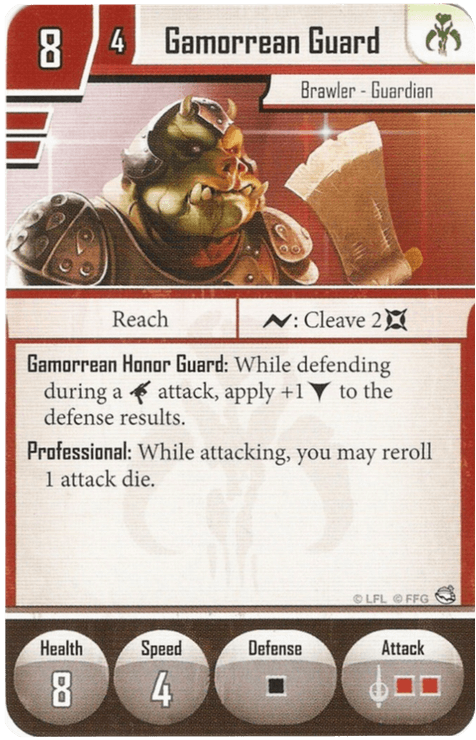 8
4
Gamorrean Guard
Brawler - Guardian
Reach
: Cleave 2
Gamorrean Honor Guard: While defending
during a attack, apply +1 to the
defense results.
Professional: While attacking, you may reroll
1 attack die.
© LFL © FFG
Health
8
Speed
4
Defense
Attack